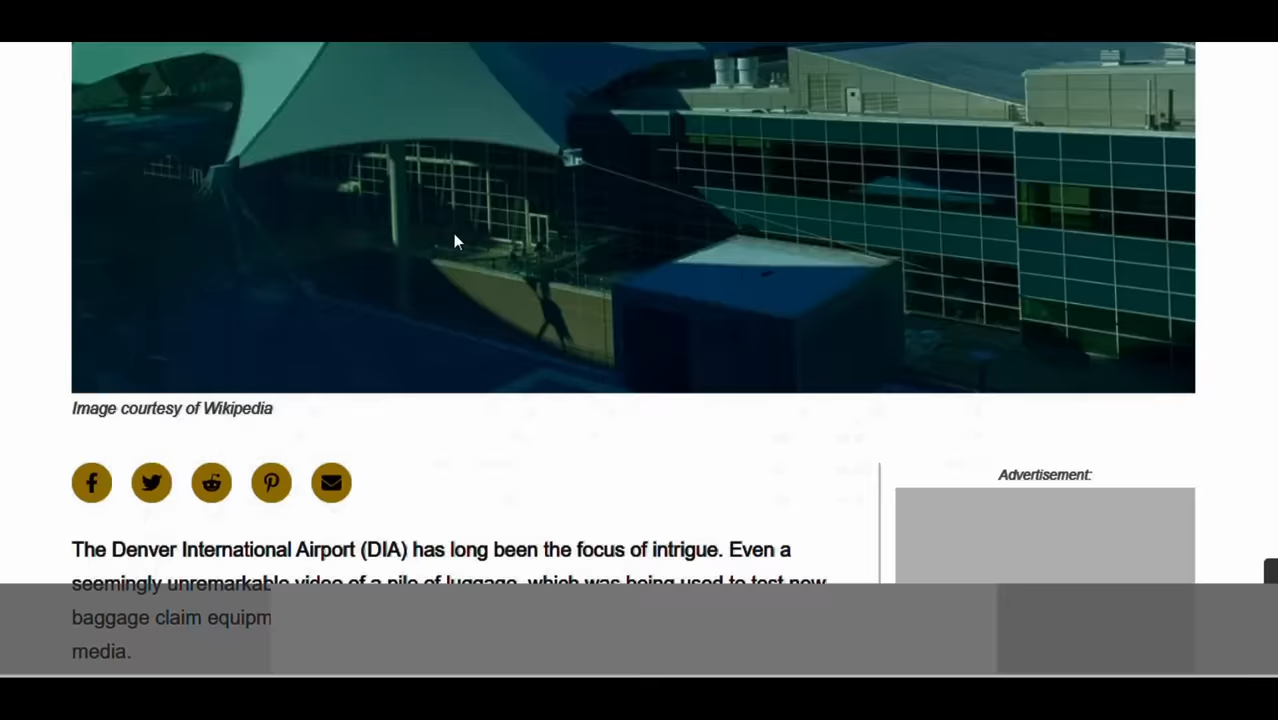 Image courtesy of Wikipedia
Advertisement:
The Denver International Airport (DIA) has long been the focus of intrigue. Even a
seemingly unremarkable video of a pile of luggage, which was being used to test new
baggage claim equipm
media.